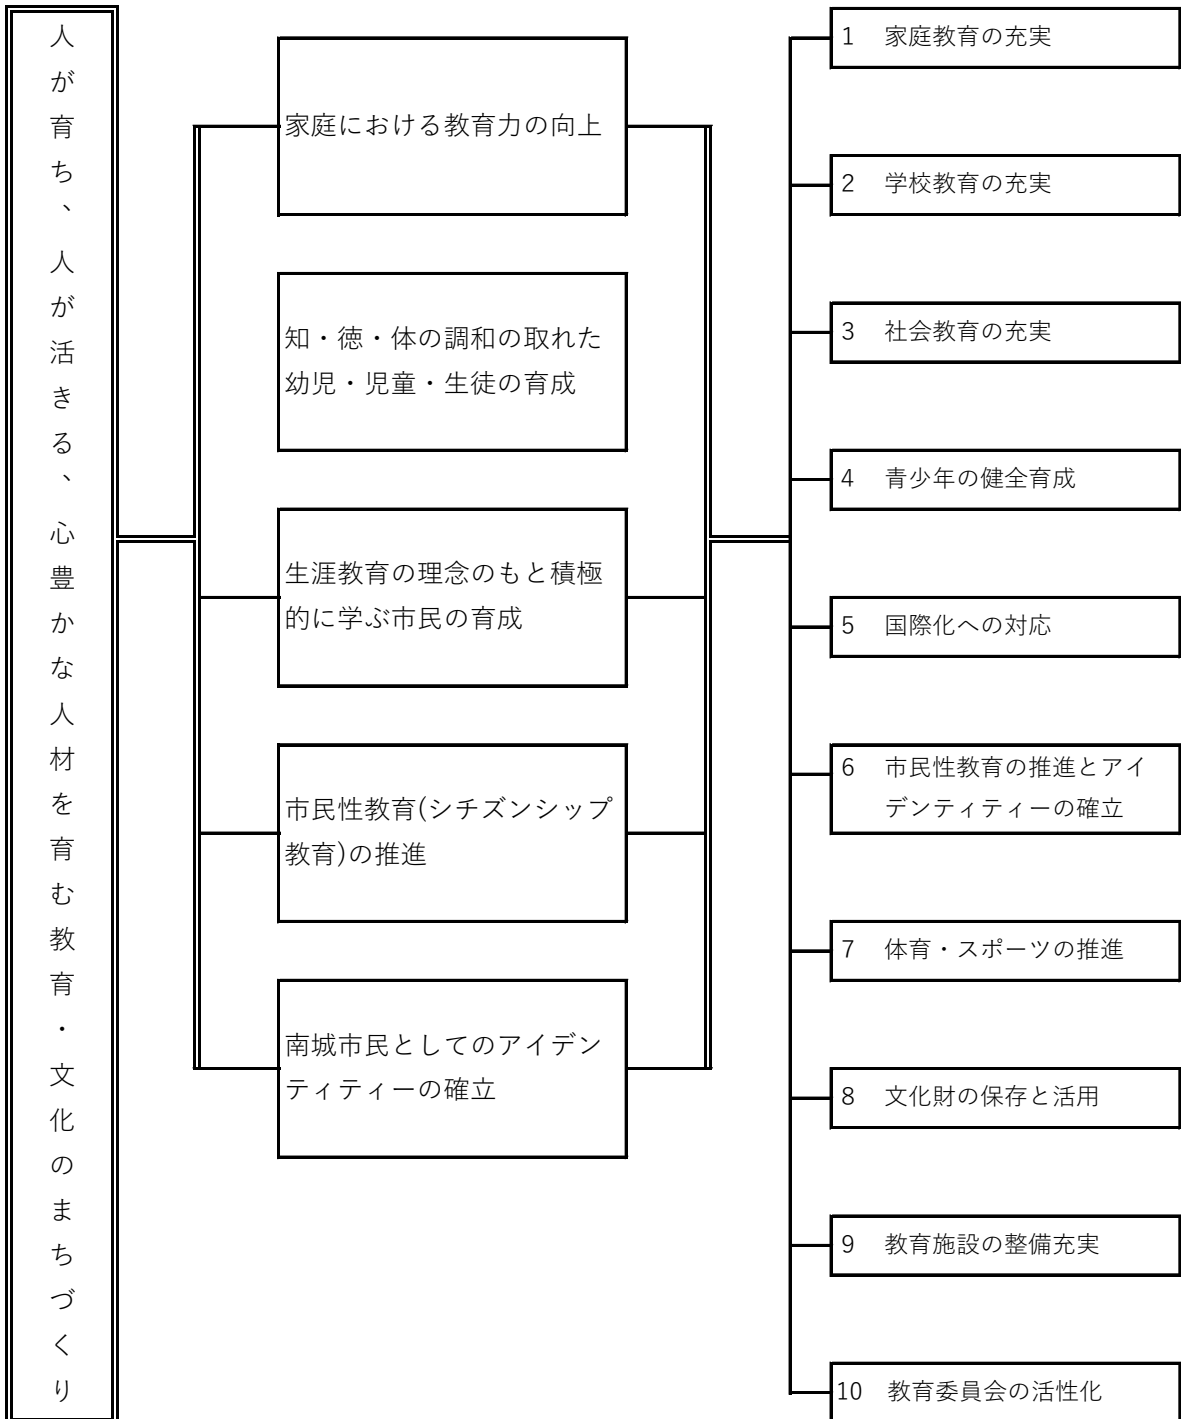 人が育ち、人が活きる、心豊かな人材を育む教育・文化のまちづくり
家庭における教育力の向上
知・徳・体の調和の取れた
幼児・児童・生徒の育成
生涯教育の理念のもと積極
的に学ぶ市民の育成
市民性教育(シチズンシップ
教育)の推進
南城市民としてのアイデン
ティティーの確立
1 家庭教育の充実
2 学校教育の充実
3 社会教育の充実
4 青少年の健全育成
5 国際化への対応
6 市民性教育の推進とアイ
デンティティーの確立
7 体育・スポーツの推進
8 文化財の保存と活用
9 教育施設の整備充実
10 教育委員会の活性化